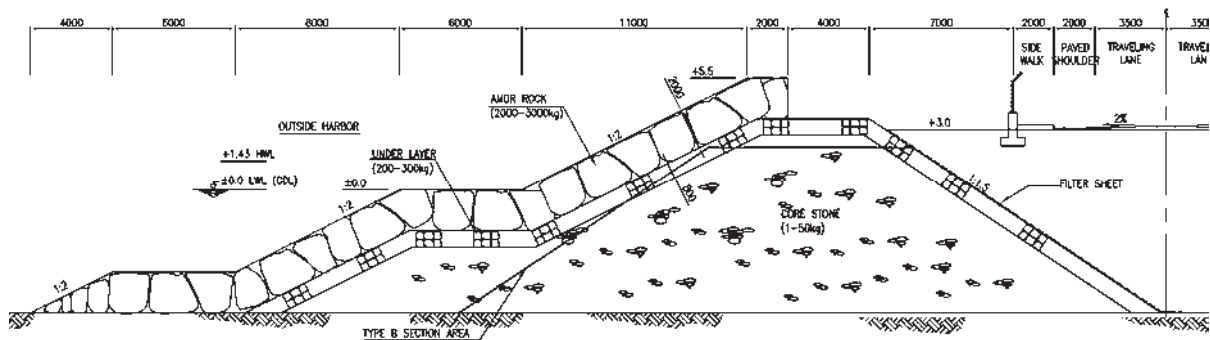 4000 5000 8000 6000 11000 2000 4000 7000 2000 2000 3500 3500
SIDE WALK
PAVED SHOULDER
TRAVELING LANE
TRAVEL
LAN
+5.5
2000
AMOR ROCK
(2000-3000kg)
1:2
OUTSIDE HARBOR
+3.0
2%
UNDER LAYER
(200-300kg)
+1.45 HWL
±0.0 LWL (CDL)
±0.0
1:2
1:1.5
FILTER SHEET
CORE STONE
(1-50kg)
1:2
TYPE B SECTION AREA